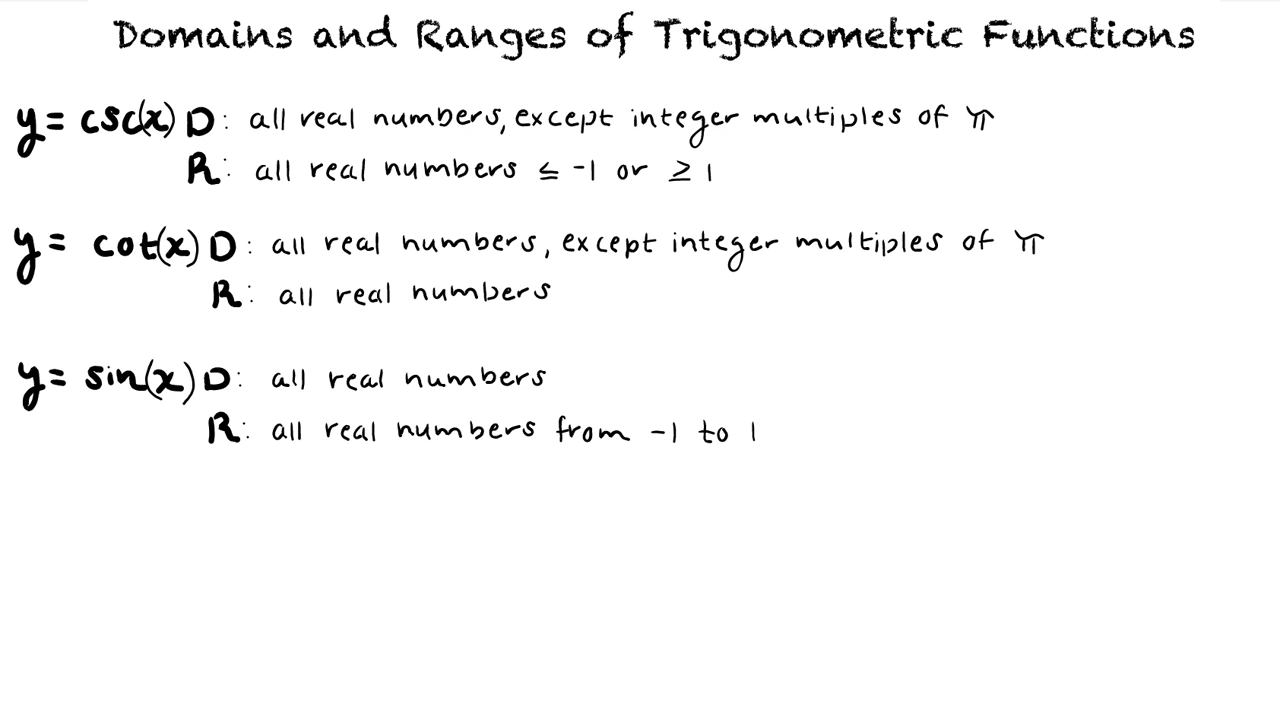 Domains and Ranges of Trigonometric Functions
y = csc(x) D: all real numbers, except integer multiples of π
R: all real numbers ≤ -1 or ≥ 1
y = cot(x) D: all real numbers, except integer multiples of π
R: all real numbers
y = sin(x) D: all real numbers
R: all real numbers from -1 to 1